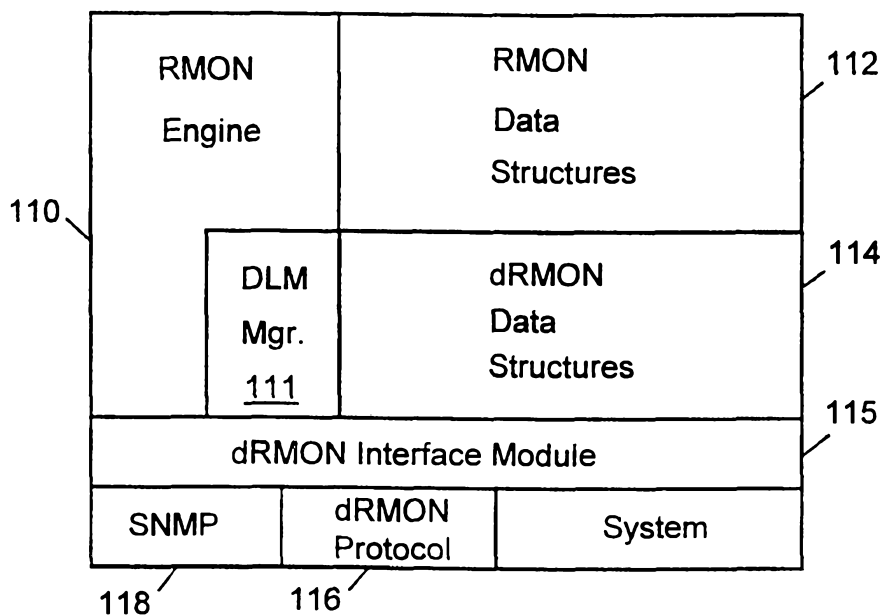 RMON
Engine
RMON
Data
Structures
112
110
DLM
Mgr.
111
dRMON
Data
Structures
114
dRMON Interface Module
115
SNMP
dRMON
Protocol
System
118
116